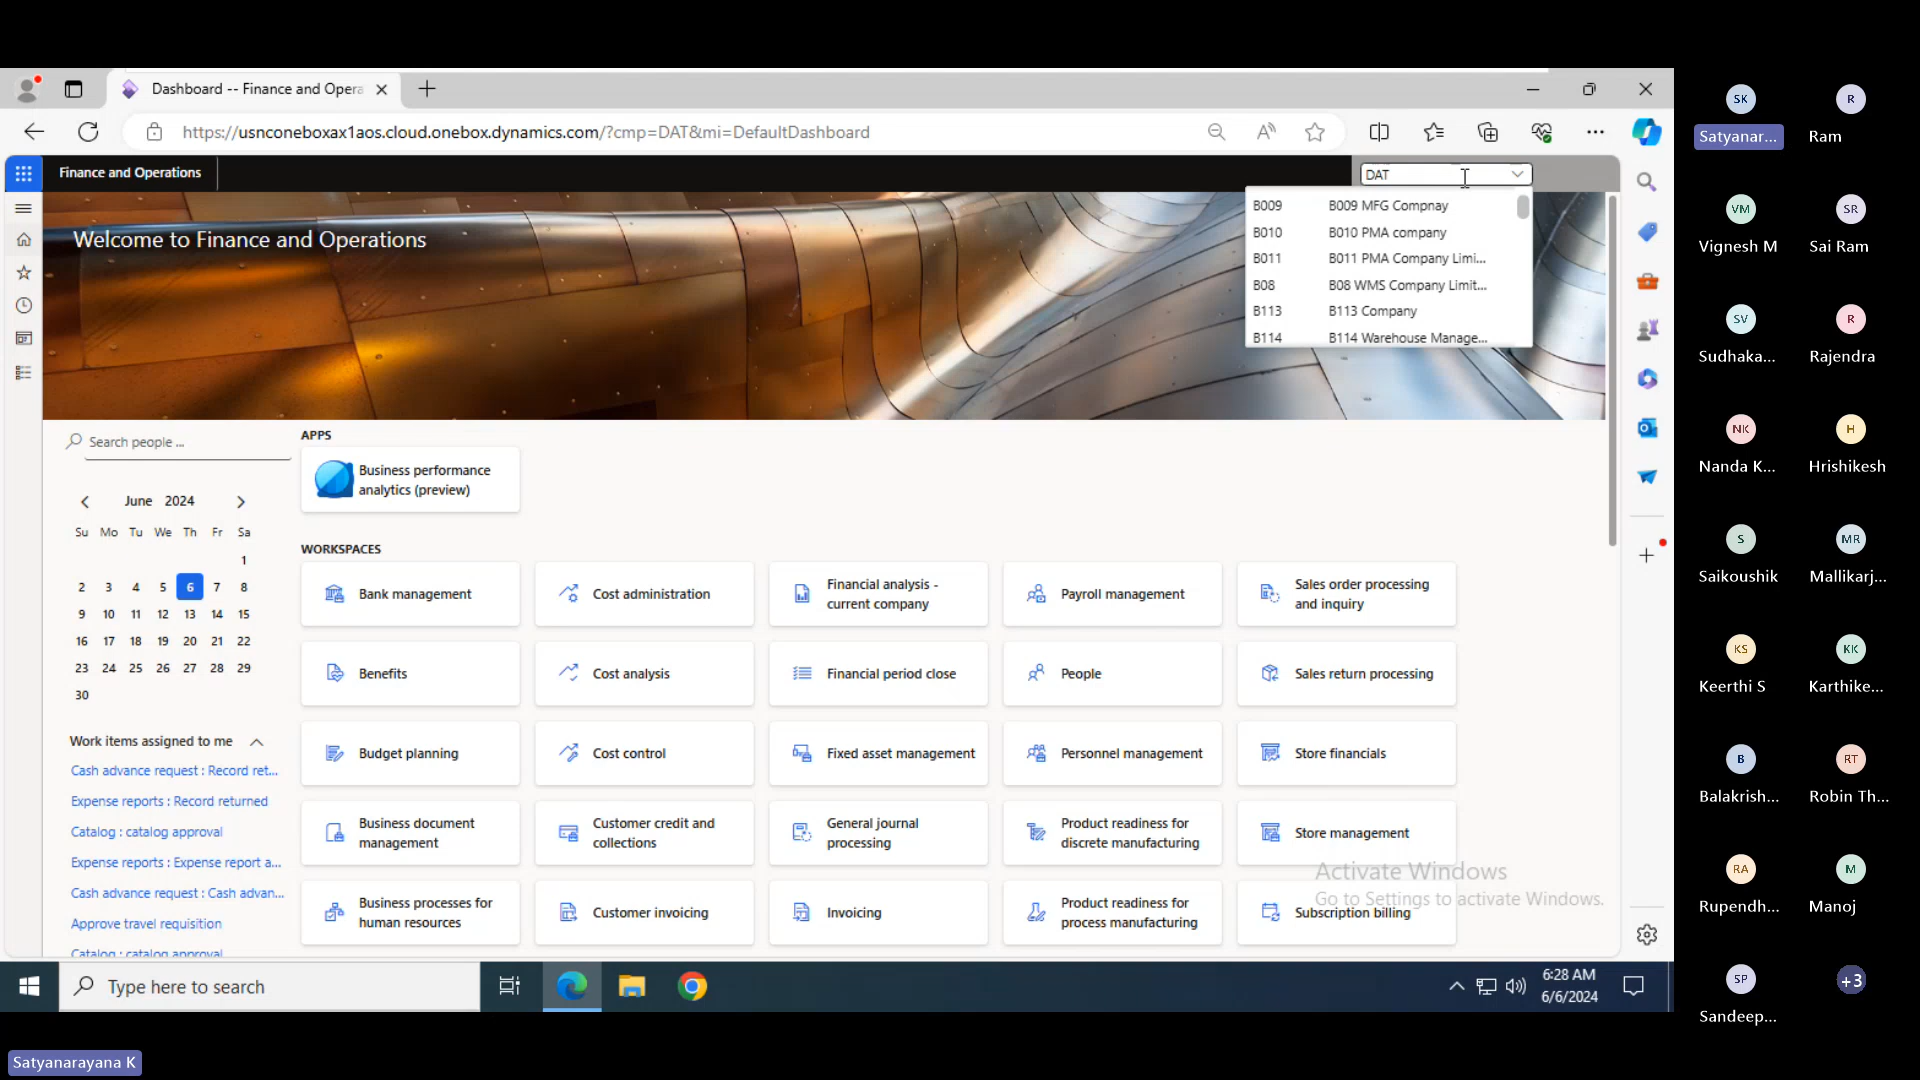 Dashboard -- Finance and Opera
https://usnconeboxax1aos.cloud.onebox.dynamics.com/?cmp=DAT&mi=DefaultDashboard
Finance and Operations
DAT
B009 B009 MFG Compnay
B010 B010 PMA company
B011 B011 PMA Company Limi...
B08 B08 WMS Company Limit...
B113 B113 Company
B114 B114 Warehouse Manage...
Welcome to Finance and Operations
Search people ...
June 2024
Su Mo Tu We Th Fr Sa
1
2 3 4 5 6 7 8
9 10 11 12 13 14 15
16 17 18 19 20 21 22
23 24 25 26 27 28 29
30
Work items assigned to me
Cash advance request : Record ret...
Expense reports : Record returned
Catalog : catalog approval
Expense reports : Expense report a...
Cash advance request : Cash advan...
Approve travel requisition
Catalog : catalog approval
APPS
Business performance
analytics (preview)
WORKSPACES
Bank management
Cost administration
Financial analysis -
current company
Payroll management
Sales order processing
and inquiry
Benefits
Cost analysis
Financial period close
People
Sales return processing
Budget planning
Cost control
Fixed asset management
Personnel management
Store financials
Business document
management
Customer credit and
collections
General journal
processing
Product readiness for
discrete manufacturing
Store management
Business processes for
human resources
Customer invoicing
Invoicing
Product readiness for
process manufacturing
Subscription billing
Activate Windows
Go to Settings to activate Windows.
Type here to search
6:28 AM
6/6/2024
SK R
Satyanar... Ram
VM SR
Vignesh M Sai Ram
SV R
Sudhaka... Rajendra
NK H
Nanda K... Hrishikesh
S MR
Saikoushik Mallikarj...
KS KK
Keerthi S Karthike...
B RT
Balakrish... Robin Th...
RA M
Rupendh... Manoj
SP +3
Sandeep...
Satyanarayana K